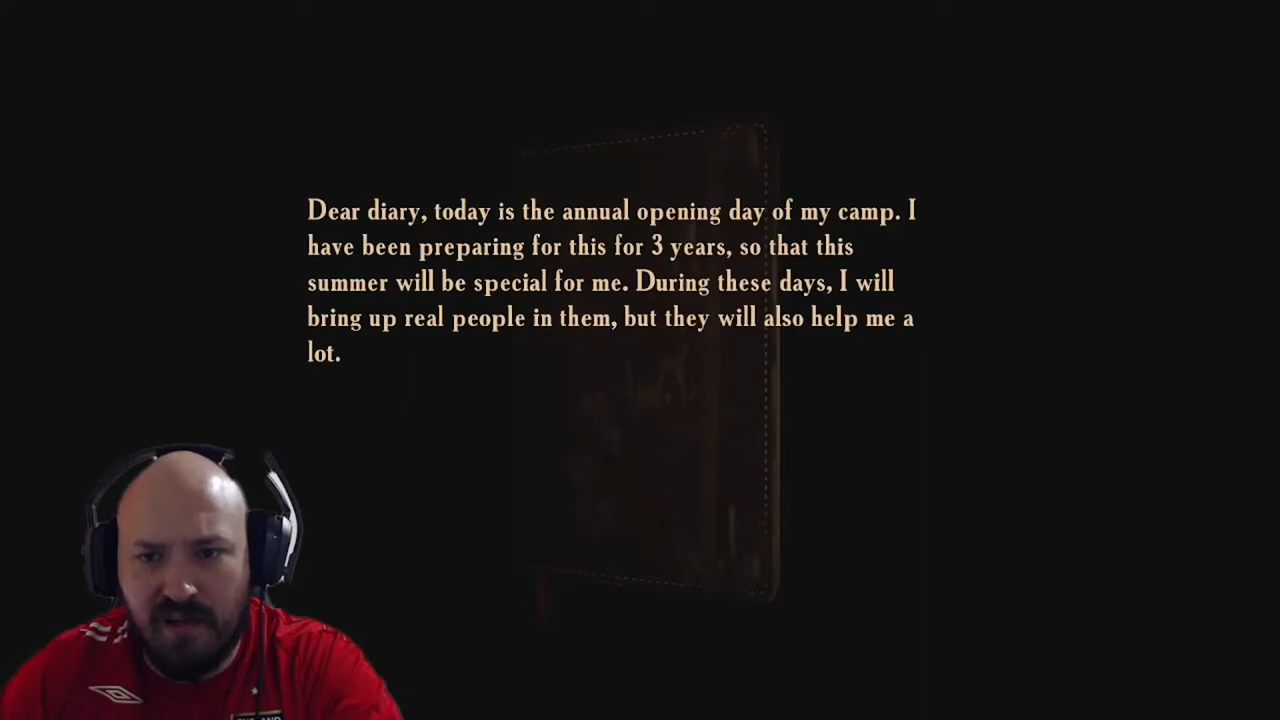 Dear diary, today is the annual opening day of my camp. I
have been preparing for this for 3 years, so that this
summer will be special for me. During these days, I will
bring up real people in them, but they will also help me a
lot.